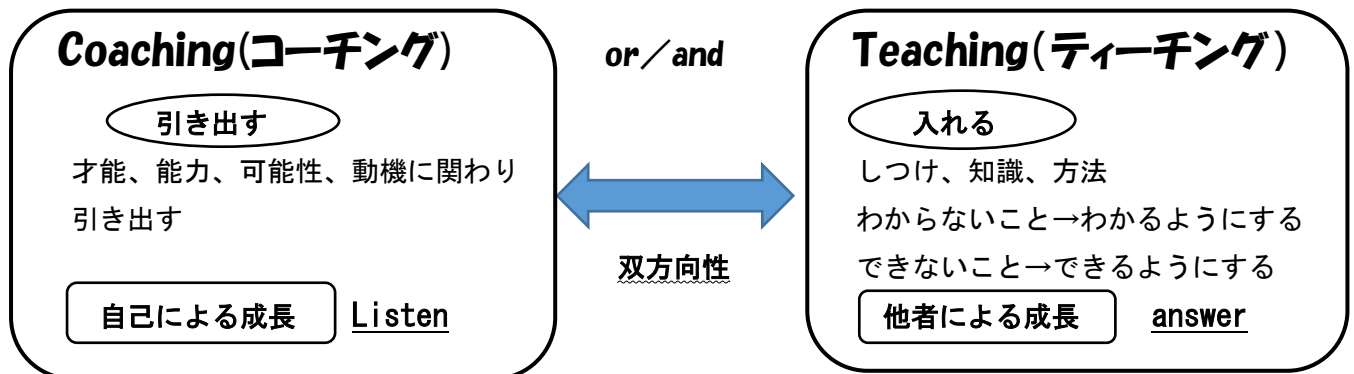 Coaching(コーチング)
引き出す
才能、能力、可能性、動機に関わり
引き出す
自己による成長 Listen
or/and
双方向性
Teaching(ティーチング)
入れる
しつけ、知識、方法
わからないこと→わかるようにする
できないこと→できるようにする
他者による成長 answer